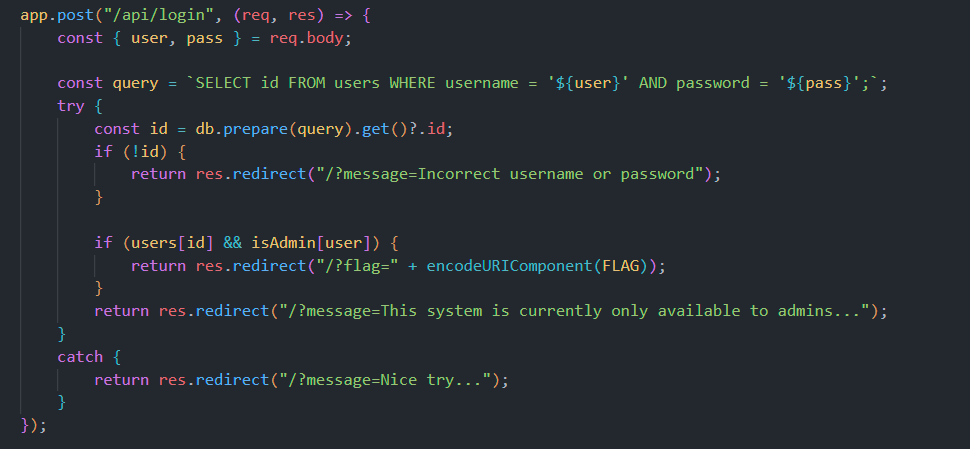 app.post("/api/login", (req, res) => {
    const { user, pass } = req.body;

    const query = `SELECT id FROM users WHERE username = '${user}' AND password = '${pass}';`;
    try {
        const id = db.prepare(query).get()?.id;
        if (!id) {
            return res.redirect("/?message=Incorrect username or password");
        }

        if (users[id] && isAdmin[user]) {
            return res.redirect("/?flag=" + encodeURIComponent(FLAG));
        }
        return res.redirect("/?message=This system is currently only available to admins...");
    }
    catch {
        return res.redirect("/?message=Nice try...");
    }
});